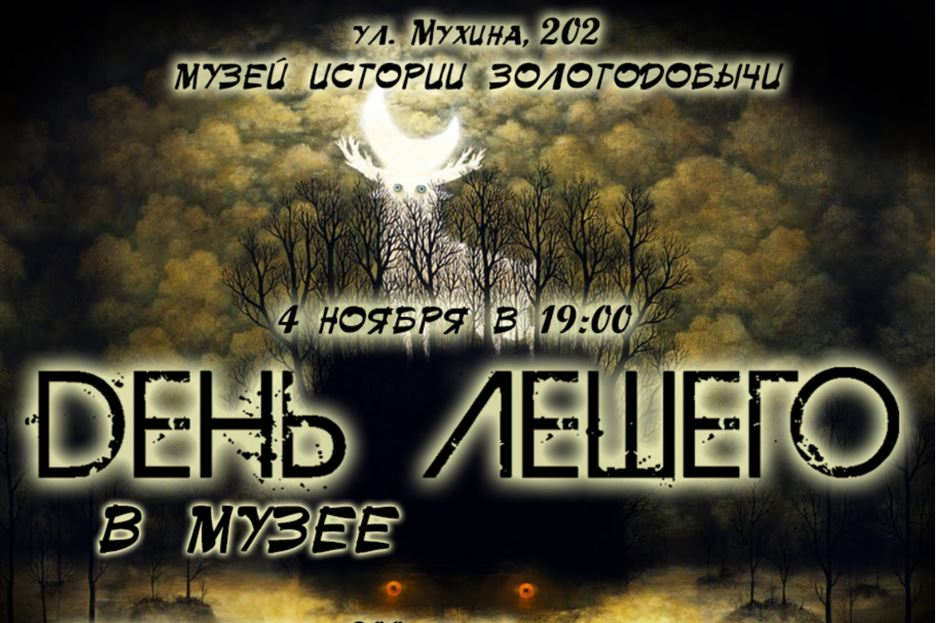 ул. Мухина, 202
МУЗЕЙ ИСТОРИИ ЗОЛОТОДОБЫЧИ
4 НОЯБРЯ В 19:00
ДЕНЬ ЛЕШЕГО
В МУЗЕЕ